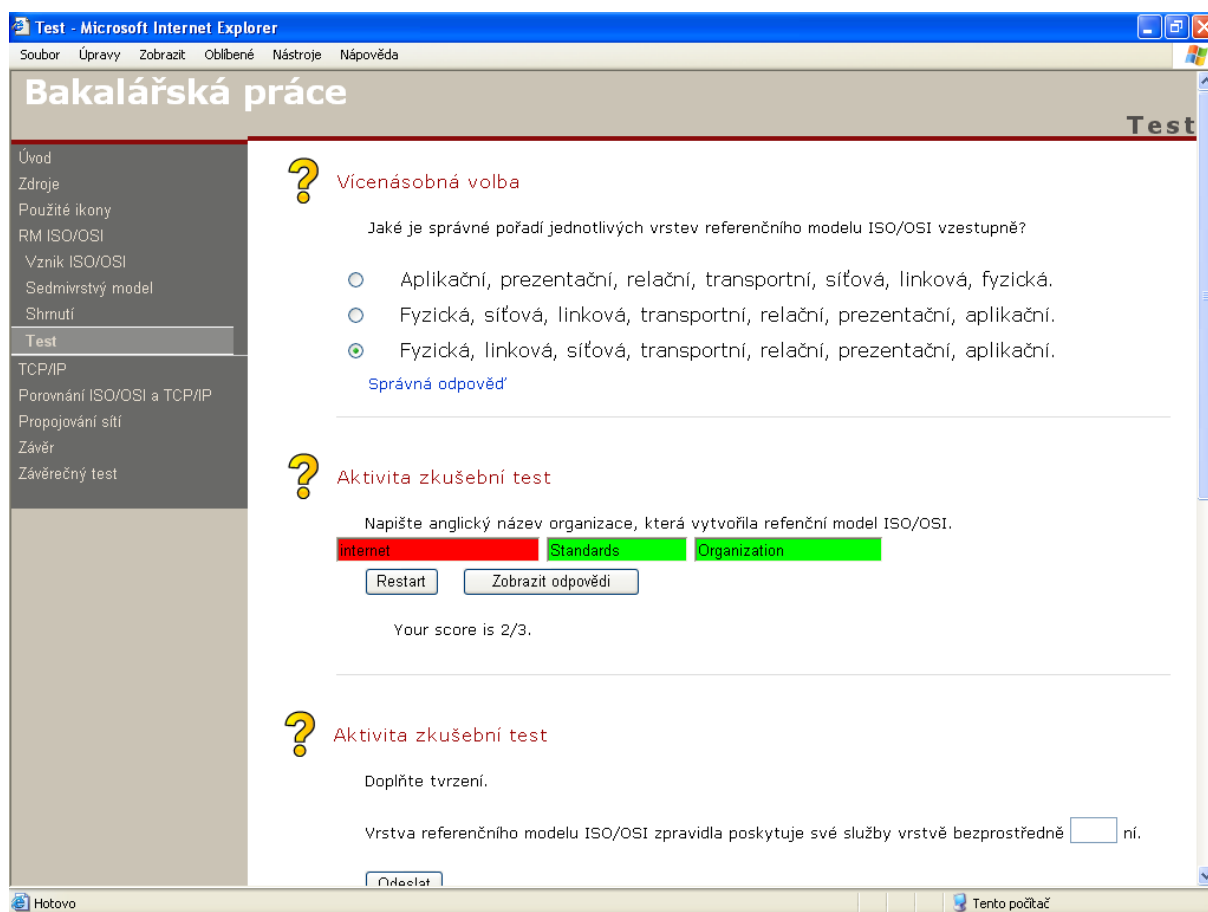 Test - Microsoft Internet Explorer
Soubor Úpravy Zobrazit Oblíbené Nástroje Nápověda
Bakalářská práce
Test
Úvod
Zdroje
Použité ikony
RM ISO/OSI
Vznik ISO/OSI
Sedmivrstvý model
Shrnutí
Test
TCP/IP
Porovnání ISO/OSI a TCP/IP
Propojování sítí
Závěr
Závěrečný test
Vícenásobná volba
Jaké je správné pořadí jednotlivých vrstev referenčního modelu ISO/OSI vzestupně?
Aplikační, prezentační, relační, transportní, síťová, linková, fyzická.
Fyzická, síťová, linková, transportní, relační, prezentační, aplikační.
Fyzická, linková, síťová, transportní, relační, prezentační, aplikační.
Správná odpověď
Aktivita zkušební test
Napište anglický název organizace, která vytvořila refenční model ISO/OSI.
internet Standards Organization
Restart Zobrazit odpovědi
Your score is 2/3.
Aktivita zkušební test
Doplňte tvrzení.
Vrstva referenčního modelu ISO/OSI zpravidla poskytuje své služby vrstvě bezprostředně ní.
Odeslat
Hotovo
Tento počítač